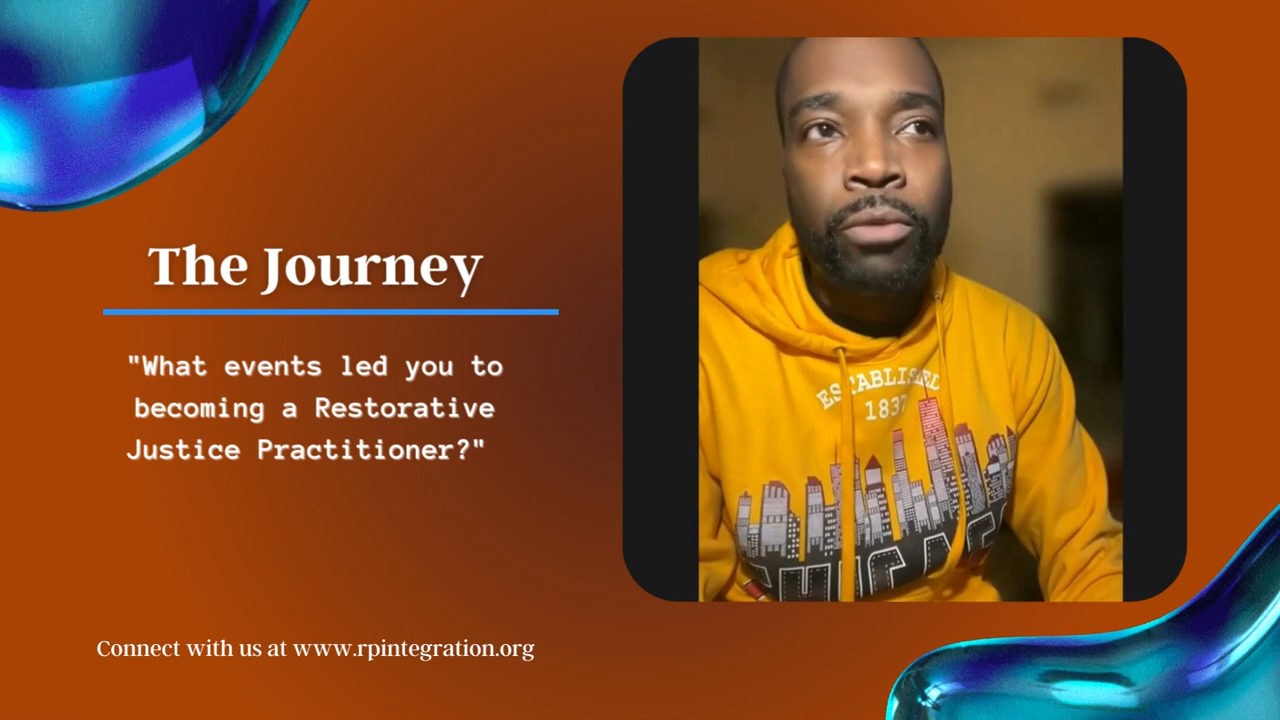 The Journey
"What events led you to
becoming a Restorative
Justice Practitioner?"
Connect with us at www.rpintegration.org
ESTABLISHED
1837
CHICAGO